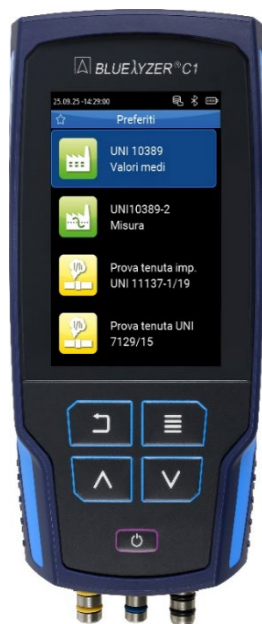 BLUELYZER® C1
25.09.25-14:29:00
Preferiti
UNI 10389
Valori medi
UNI10389-2
Misura
Prova tenuta imp.
UNI 11137-1/19
Prova tenuta UNI
7129/15